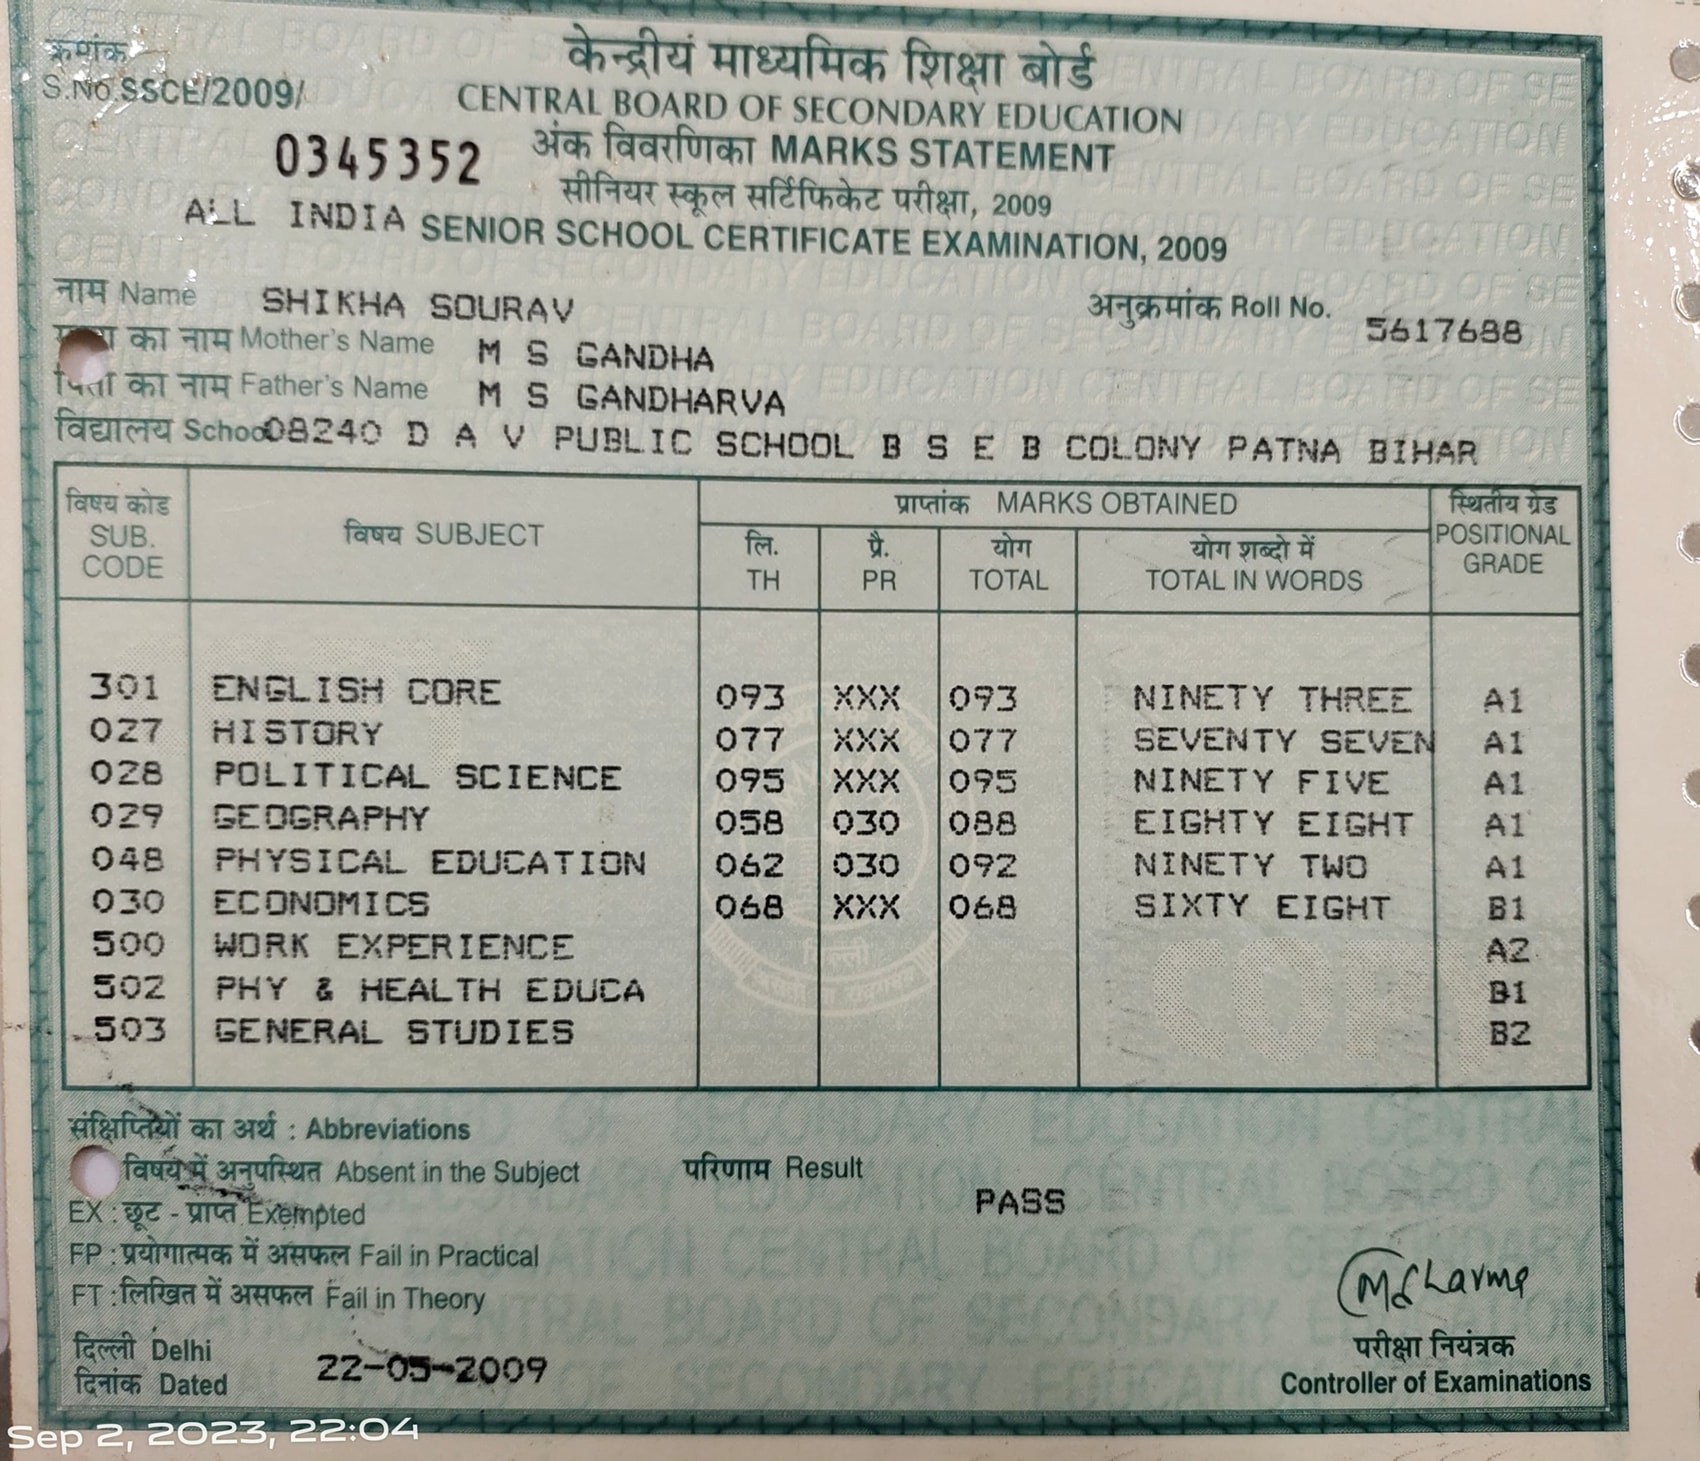 क्रमांक
S.No.SSCE/2009/
0345352
केन्द्रीय माध्यमिक शिक्षा बोर्ड
CENTRAL BOARD OF SECONDARY EDUCATION
अंक विवरणिका MARKS STATEMENT
सीनियर स्कूल सर्टिफिकेट परीक्षा, 2009
ALL INDIA SENIOR SCHOOL CERTIFICATE EXAMINATION, 2009
नाम Name SHIKHA SOURAV
अनुक्रमांक Roll No. 5617688
का नाम Mother's Name M S GANDHA
पिता का नाम Father's Name M S GANDHARVA
विद्यालय School 08240 D A V PUBLIC SCHOOL B S E B COLONY PATNA BIHAR
विषय कोड SUB. CODE विषय SUBJECT प्राप्तांक MARKS OBTAINED स्थितीय ग्रेड POSITIONAL GRADE
लि. TH प्रै. PR योग TOTAL योग शब्दो में TOTAL IN WORDS
301 ENGLISH CORE 093 XXX 093 NINETY THREE A1
027 HISTORY 077 XXX 077 SEVENTY SEVEN A1
028 POLITICAL SCIENCE 095 XXX 095 NINETY FIVE A1
029 GEOGRAPHY 058 030 088 EIGHTY EIGHT A1
048 PHYSICAL EDUCATION 062 030 092 NINETY TWO A1
030 ECONOMICS 068 XXX 068 SIXTY EIGHT B1
500 WORK EXPERIENCE A2
502 PHY & HEALTH EDUCA B1
503 GENERAL STUDIES B2
संक्षिप्तियों का अर्थ : Abbreviations
विषय में अनुपस्थित Absent in the Subject
परिणाम Result PASS
EX : छूट - प्राप्त Exempted
FP : प्रयोगात्मक में असफल Fail in Practical
FT : लिखित में असफल Fail in Theory
दिल्ली Delhi
दिनांक Dated 22-05-2009
M Sharma
परीक्षा नियंत्रक
Controller of Examinations
Sep 2, 2023, 22:04